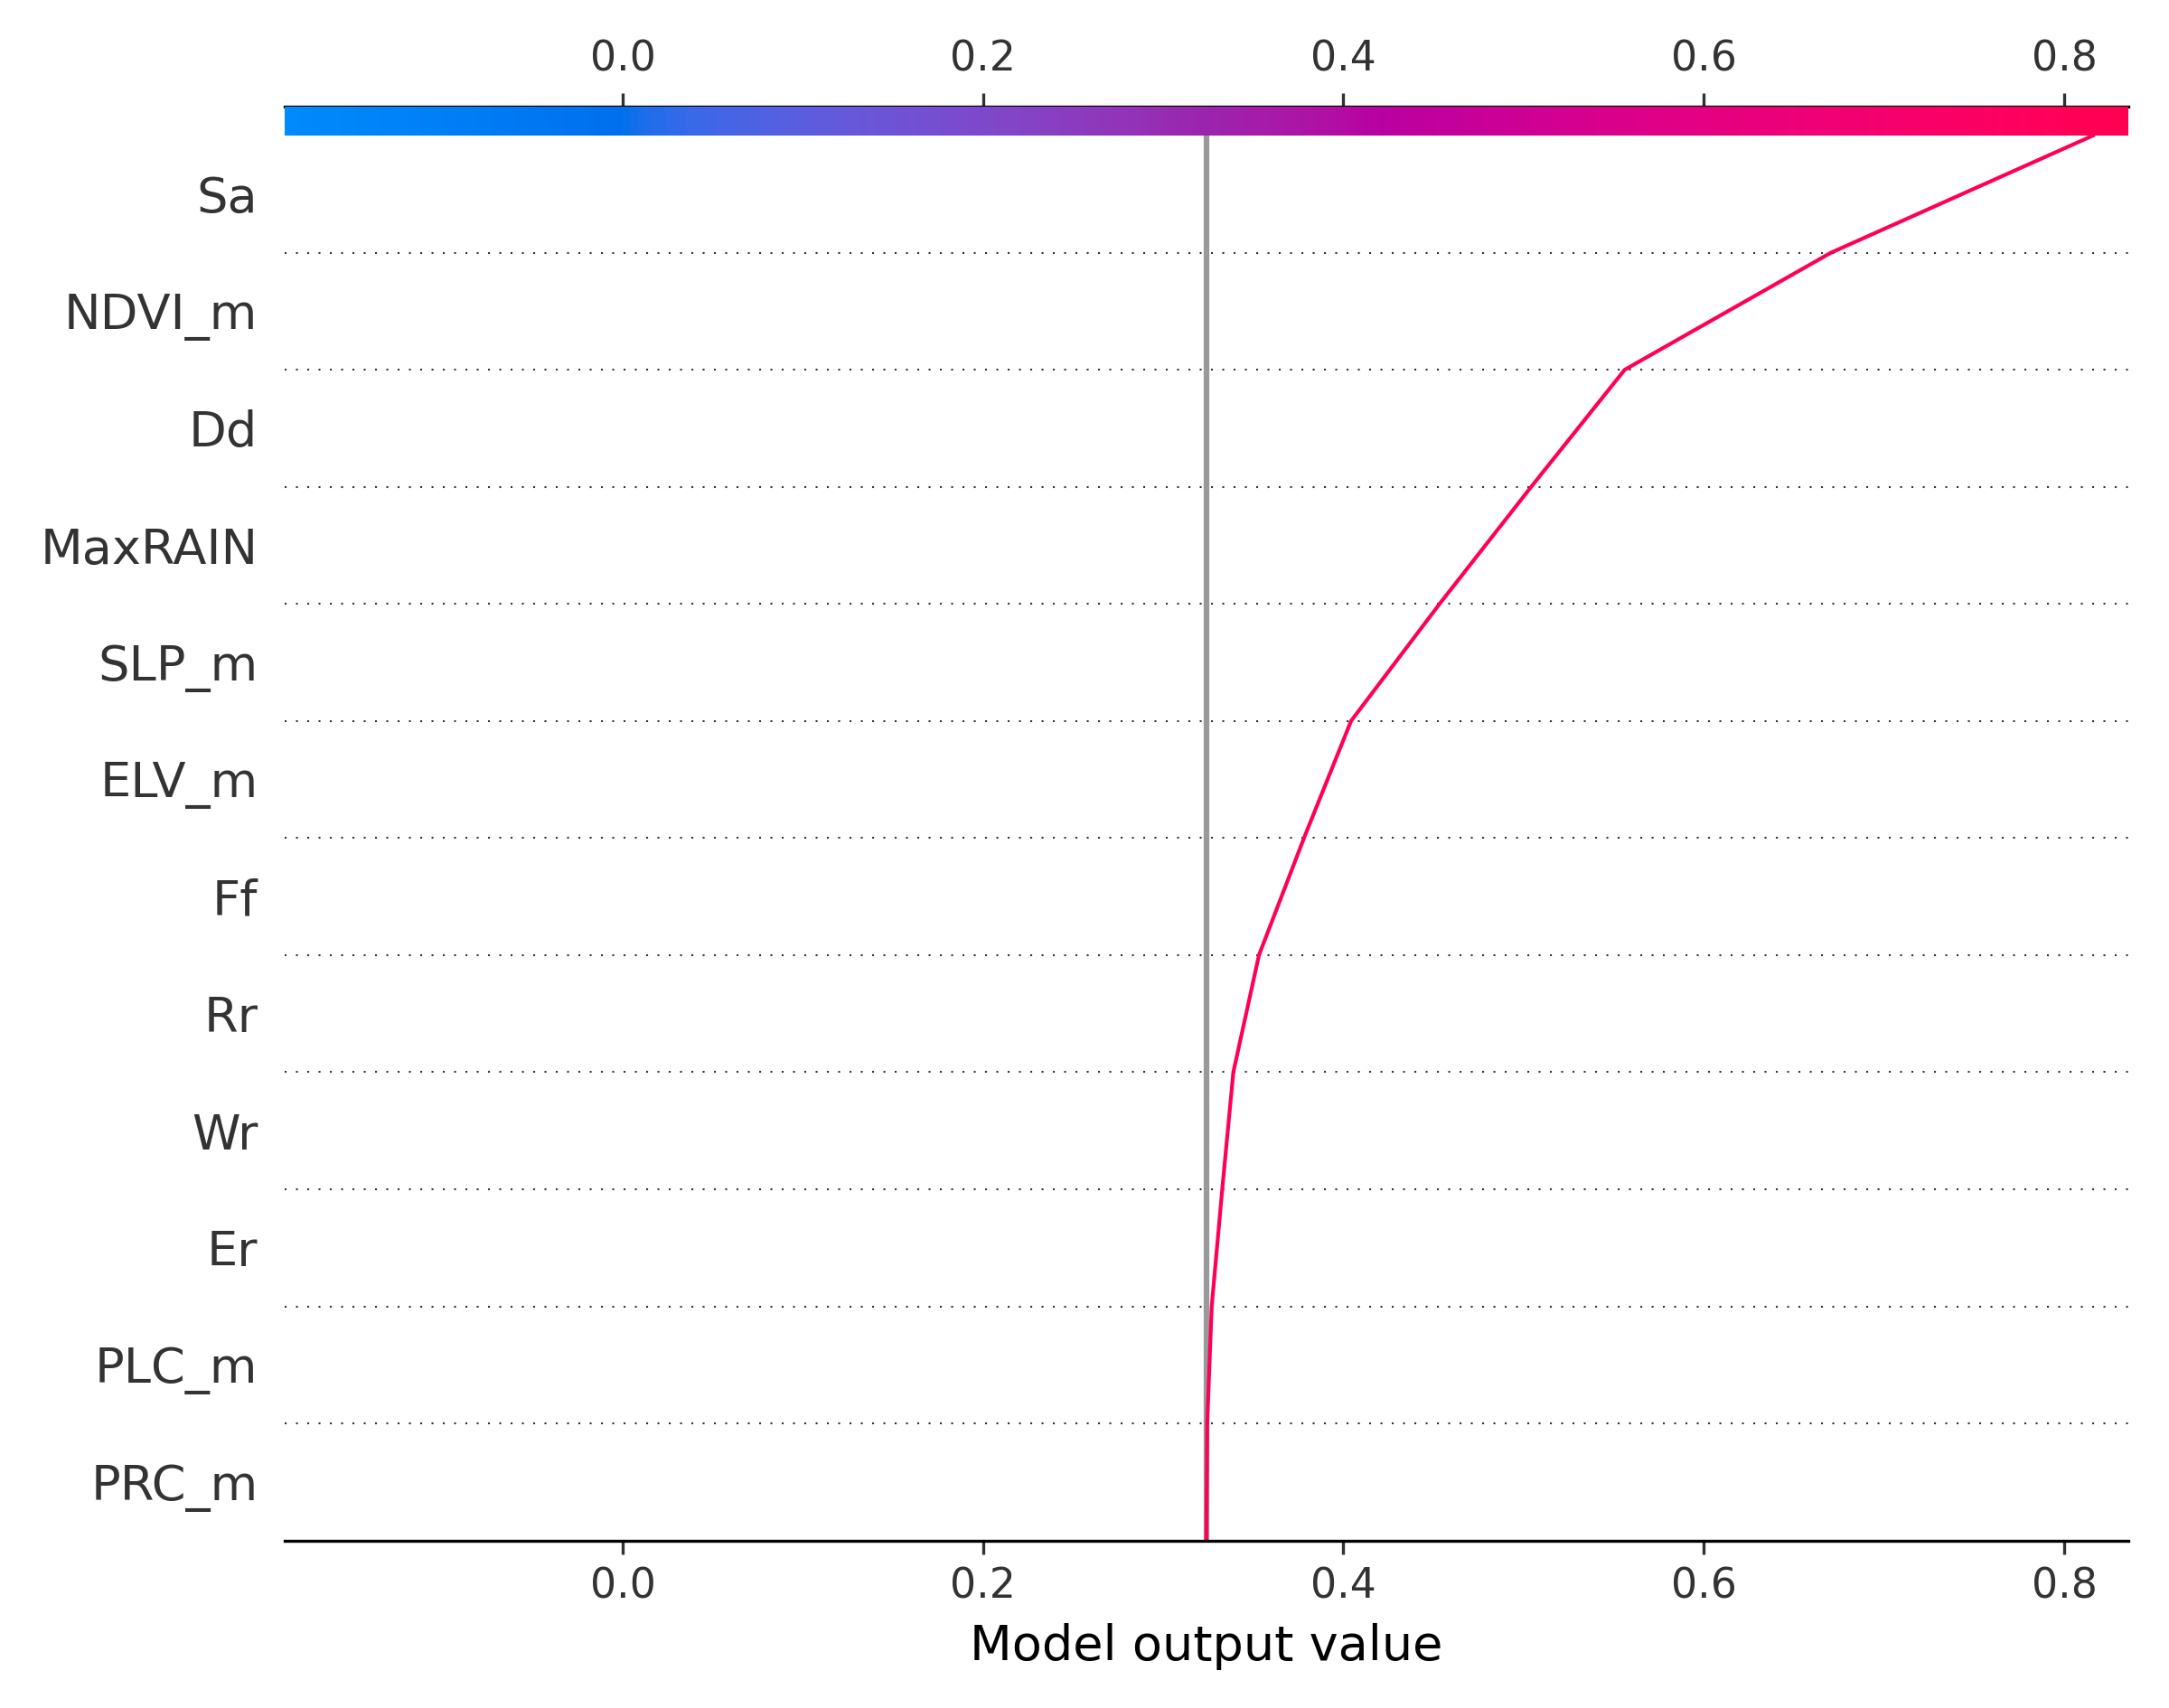 0.0 0.2 0.4 0.6 0.8
Sa
NDVI_m
Dd
MaxRAIN
SLP_m
ELV_m
Ff
Rr
Wr
Er
PLC_m
PRC_m
0.0 0.2 0.4 0.6 0.8
Model output value